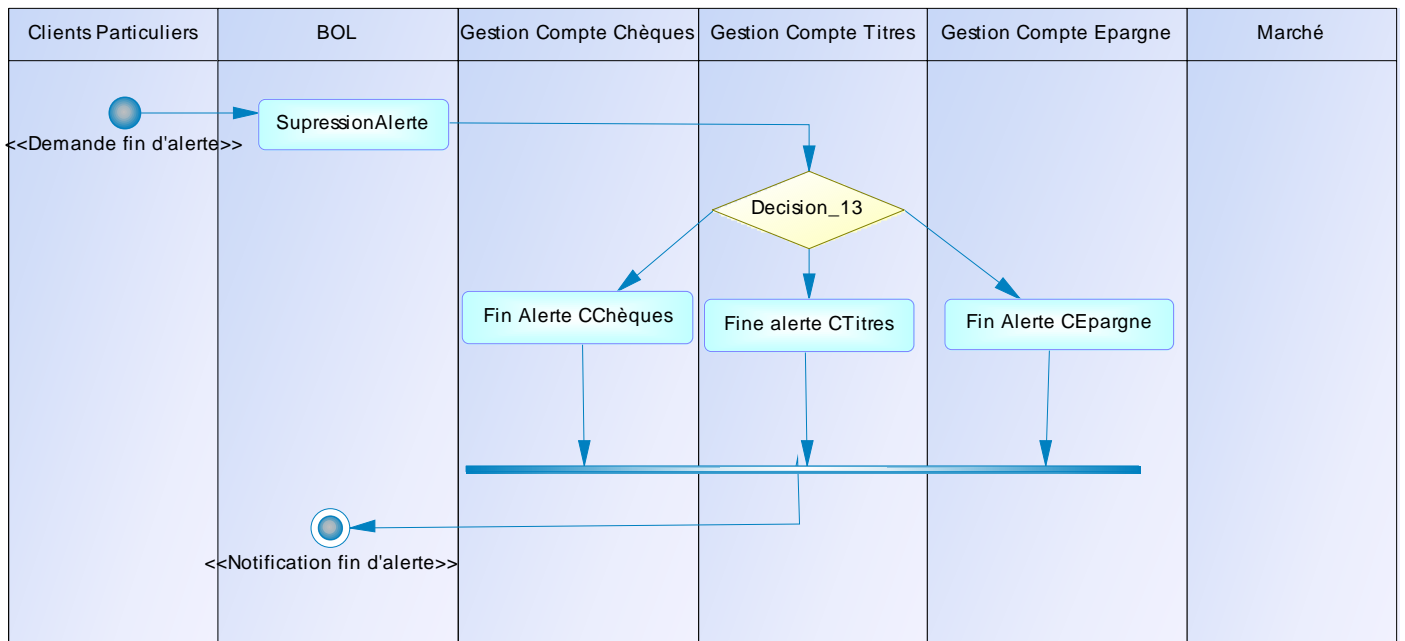 Clients Particuliers
BOL
Gestion Compte Chèques
Gestion Compte Titres
Gestion Compte Epargne
Marché
<<Demande fin d'alerte>>
SupressionAlerte
Decision_13
Fin Alerte CChèques
Fine alerte CTitres
Fin Alerte CEpargne
<<Notification fin d'alerte>>